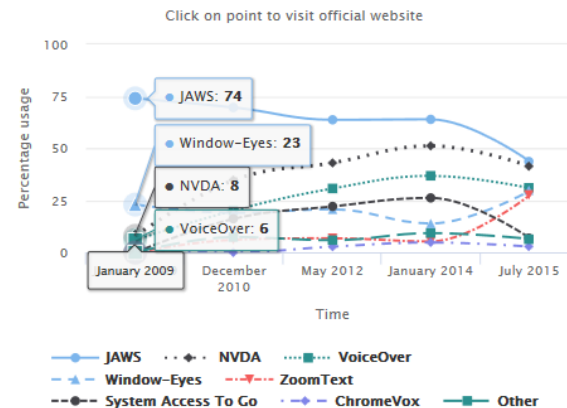 Click on point to visit official website
100
75
50
25
0
Percentage usage
JAWS: 74
Window-Eyes: 23
NVDA: 8
VoiceOver: 6
January 2009
December 2010
May 2012
January 2014
July 2015
Time
JAWS NVDA VoiceOver
Window-Eyes ZoomText
System Access To Go ChromeVox Other